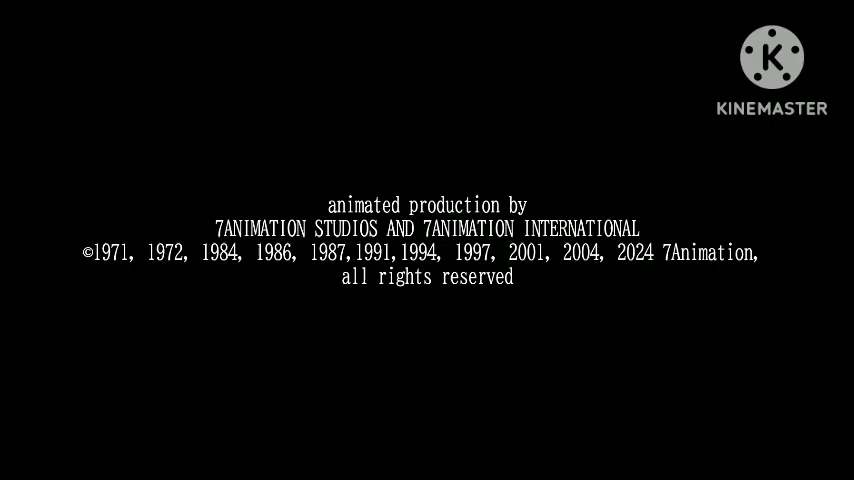 K
KINEMASTER
animated production by
7ANIMATION STUDIOS AND 7ANIMATION INTERNATIONAL
©1971, 1972, 1984, 1986, 1987,1991,1994, 1997, 2001, 2004, 2024 7Animation,
all rights reserved